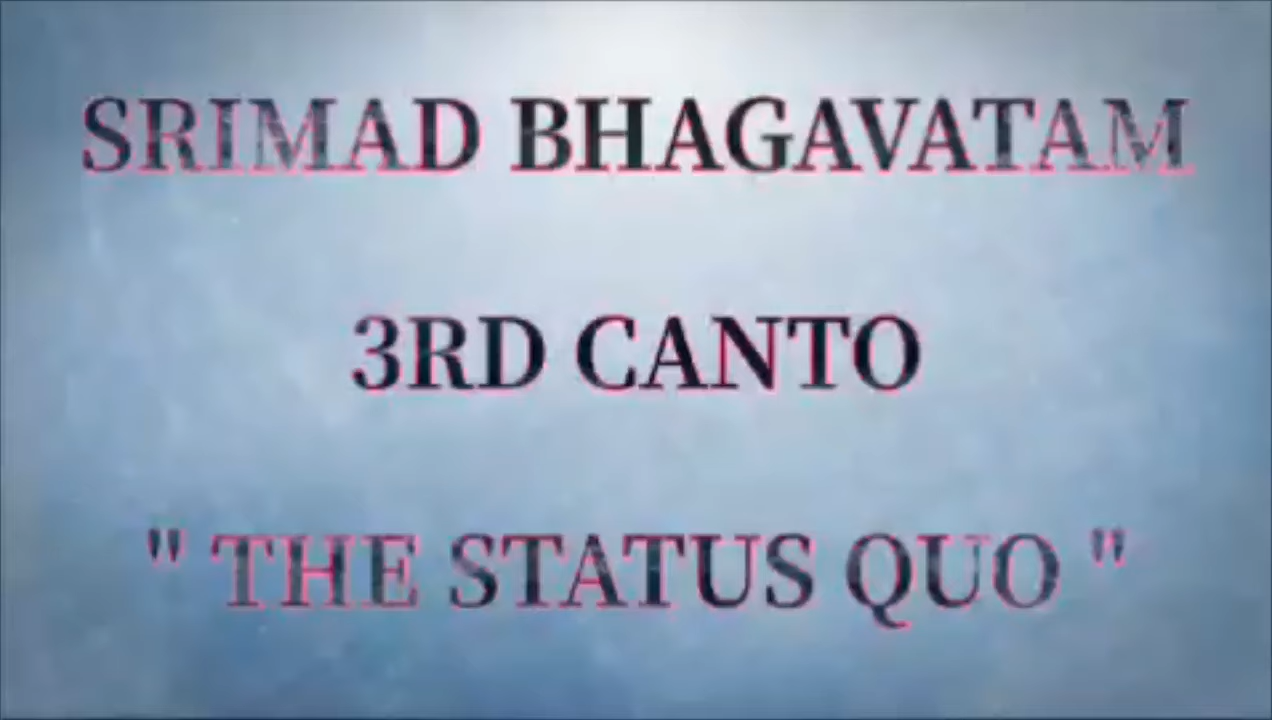 SRIMAD BHAGAVATAM
3RD CANTO
" THE STATUS QUO "